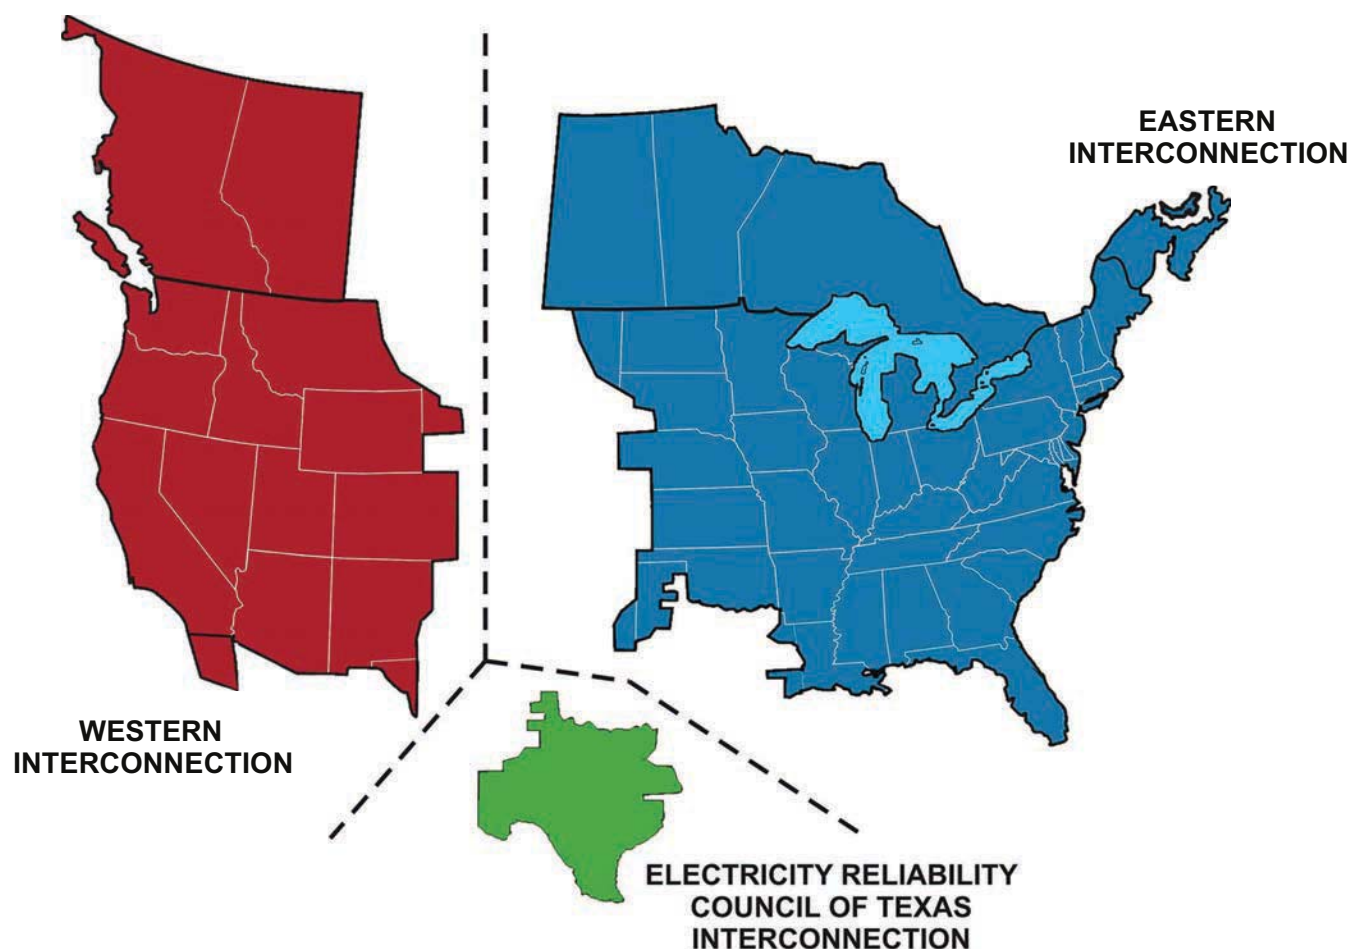 EASTERN
INTERCONNECTION
WESTERN
INTERCONNECTION
ELECTRICITY RELIABILITY
COUNCIL OF TEXAS
INTERCONNECTION